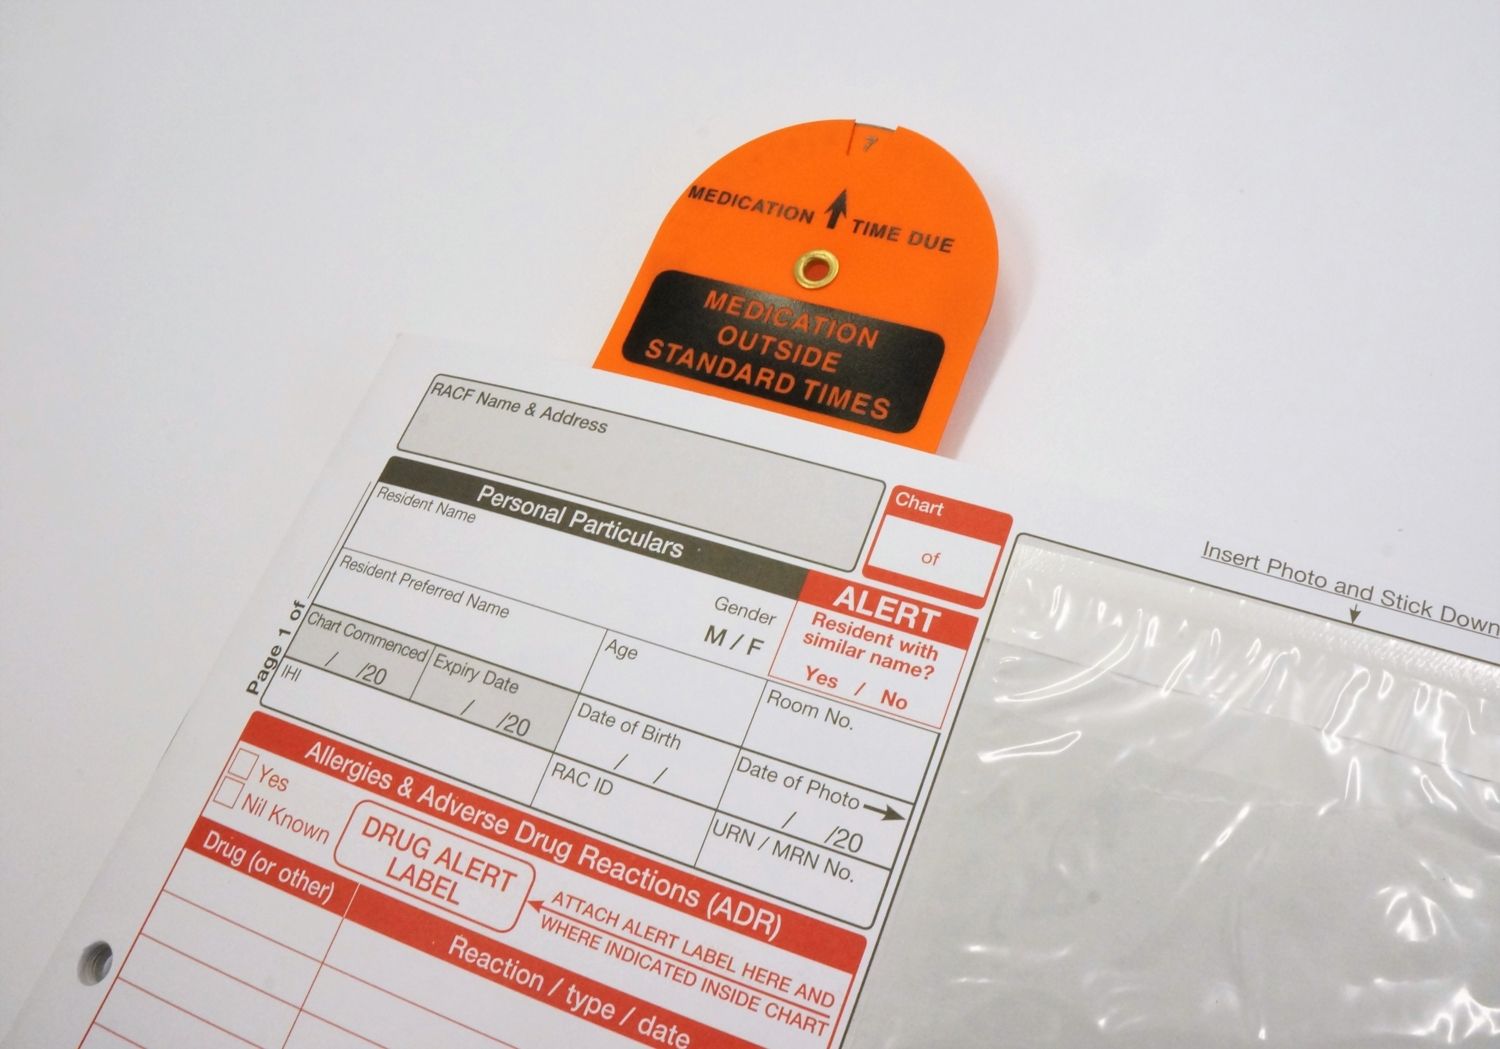 7
MEDICATION TIME DUE
MEDICATION
OUTSIDE
STANDARD TIMES
RACF Name & Address
Chart
of
Insert Photo and Stick Down
Personal Particulars
Resident Name
ALERT
Resident with
similar name?
Yes / No
Resident Preferred Name
Gender
M / F
Page 1 of
Chart Commenced
/ /20
Expiry Date
/ /20
Age
Room No.
IHI
Date of Birth
/ /
Date of Photo
/ /20
RAC ID
URN / MRN No.
Allergies & Adverse Drug Reactions (ADR)
Yes
Nil Known
DRUG ALERT
LABEL
ATTACH ALERT LABEL HERE AND
WHERE INDICATED INSIDE CHART
Drug (or other)
Reaction / type / date